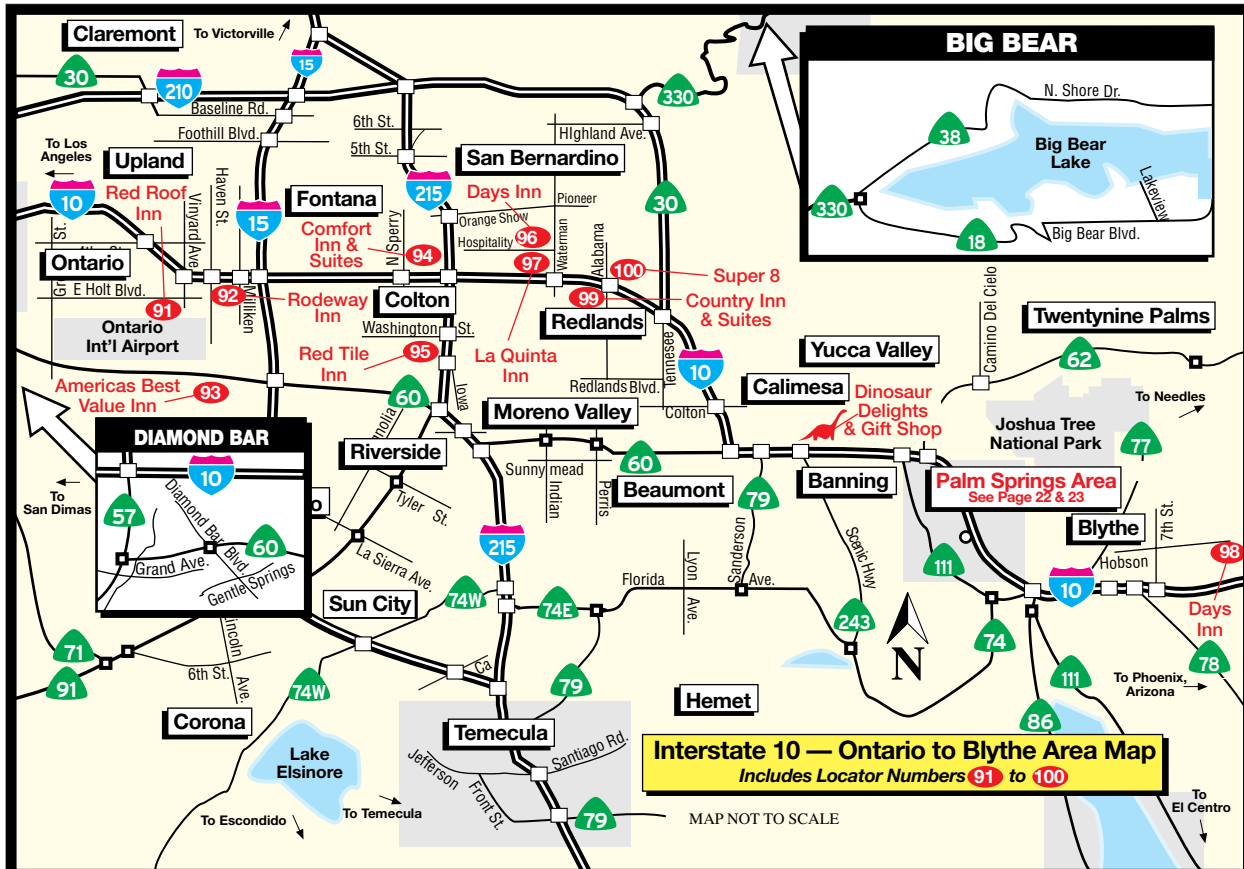 Claremont
To Victorville
30
210
15
Baseline Rd.
Foothill Blvd.
To Los
Angeles
Upland
10
Red Roof
Inn
Vinyard Ave
Haven St.
15
Fontana
6th St.
5th St.
215
San Bernardino
330
HIghland Ave.
30
Days Inn
96
Pioneer
Orange Show
Hospitality
Waterman
Comfort
Inn &
Suites
94
N Sperry
97
Alabama
100
Super 8
99
Country Inn
& Suites
Redlands
Ontario
E Holt Blvd.
91
92
Rodeway
Inn
Milliken
Colton
Washington
St.
Ontario
Int'l Airport
Red Tile
Inn
95
La Quinta
Inn
Tennesee
Redlands Blvd.
Colton
10
Americas Best
Value Inn
93
60
Iowa
BIG BEAR
N. Shore Dr.
38
Big Bear
Lake
Lakeview
330
18
Big Bear Blvd.
Camino Del Cielo
Twentynine Palms
62
Yucca Valley
Calimesa
Dinosaur
Delights
& Gift Shop
To Needles
Joshua Tree
National Park
77
DIAMOND BAR
10
57
Diamond Bar Blvd
60
Grand Ave.
Gentle Springs
To
San Dimas
Riverside
Tyler St.
La Sierra Ave.
Moreno Valley
Sunny mead
Indian
Perris
60
Beaumont
79
Sanderson
Banning
Scenic Hwy
Palm Springs Area
See Page 22 & 23
Blythe
7th St.
Hobson
98
Days
Inn
215
111
10
Sun City
74W
74E
Florida
Ave.
Lyon
Ave.
243
N
74
111
78
To Phoenix,
Arizona
86
71
91
6th St.
Lincoln
Ave.
74W
Ca
79
Corona
Hemet
Temecula
Lake
Elsinore
Jefferson
Front St.
Santiago Rd.
79
To Escondido
To Temecula
Interstate 10 — Ontario to Blythe Area Map
Includes Locator Numbers 91 to 100
MAP NOT TO SCALE
To
El Centro